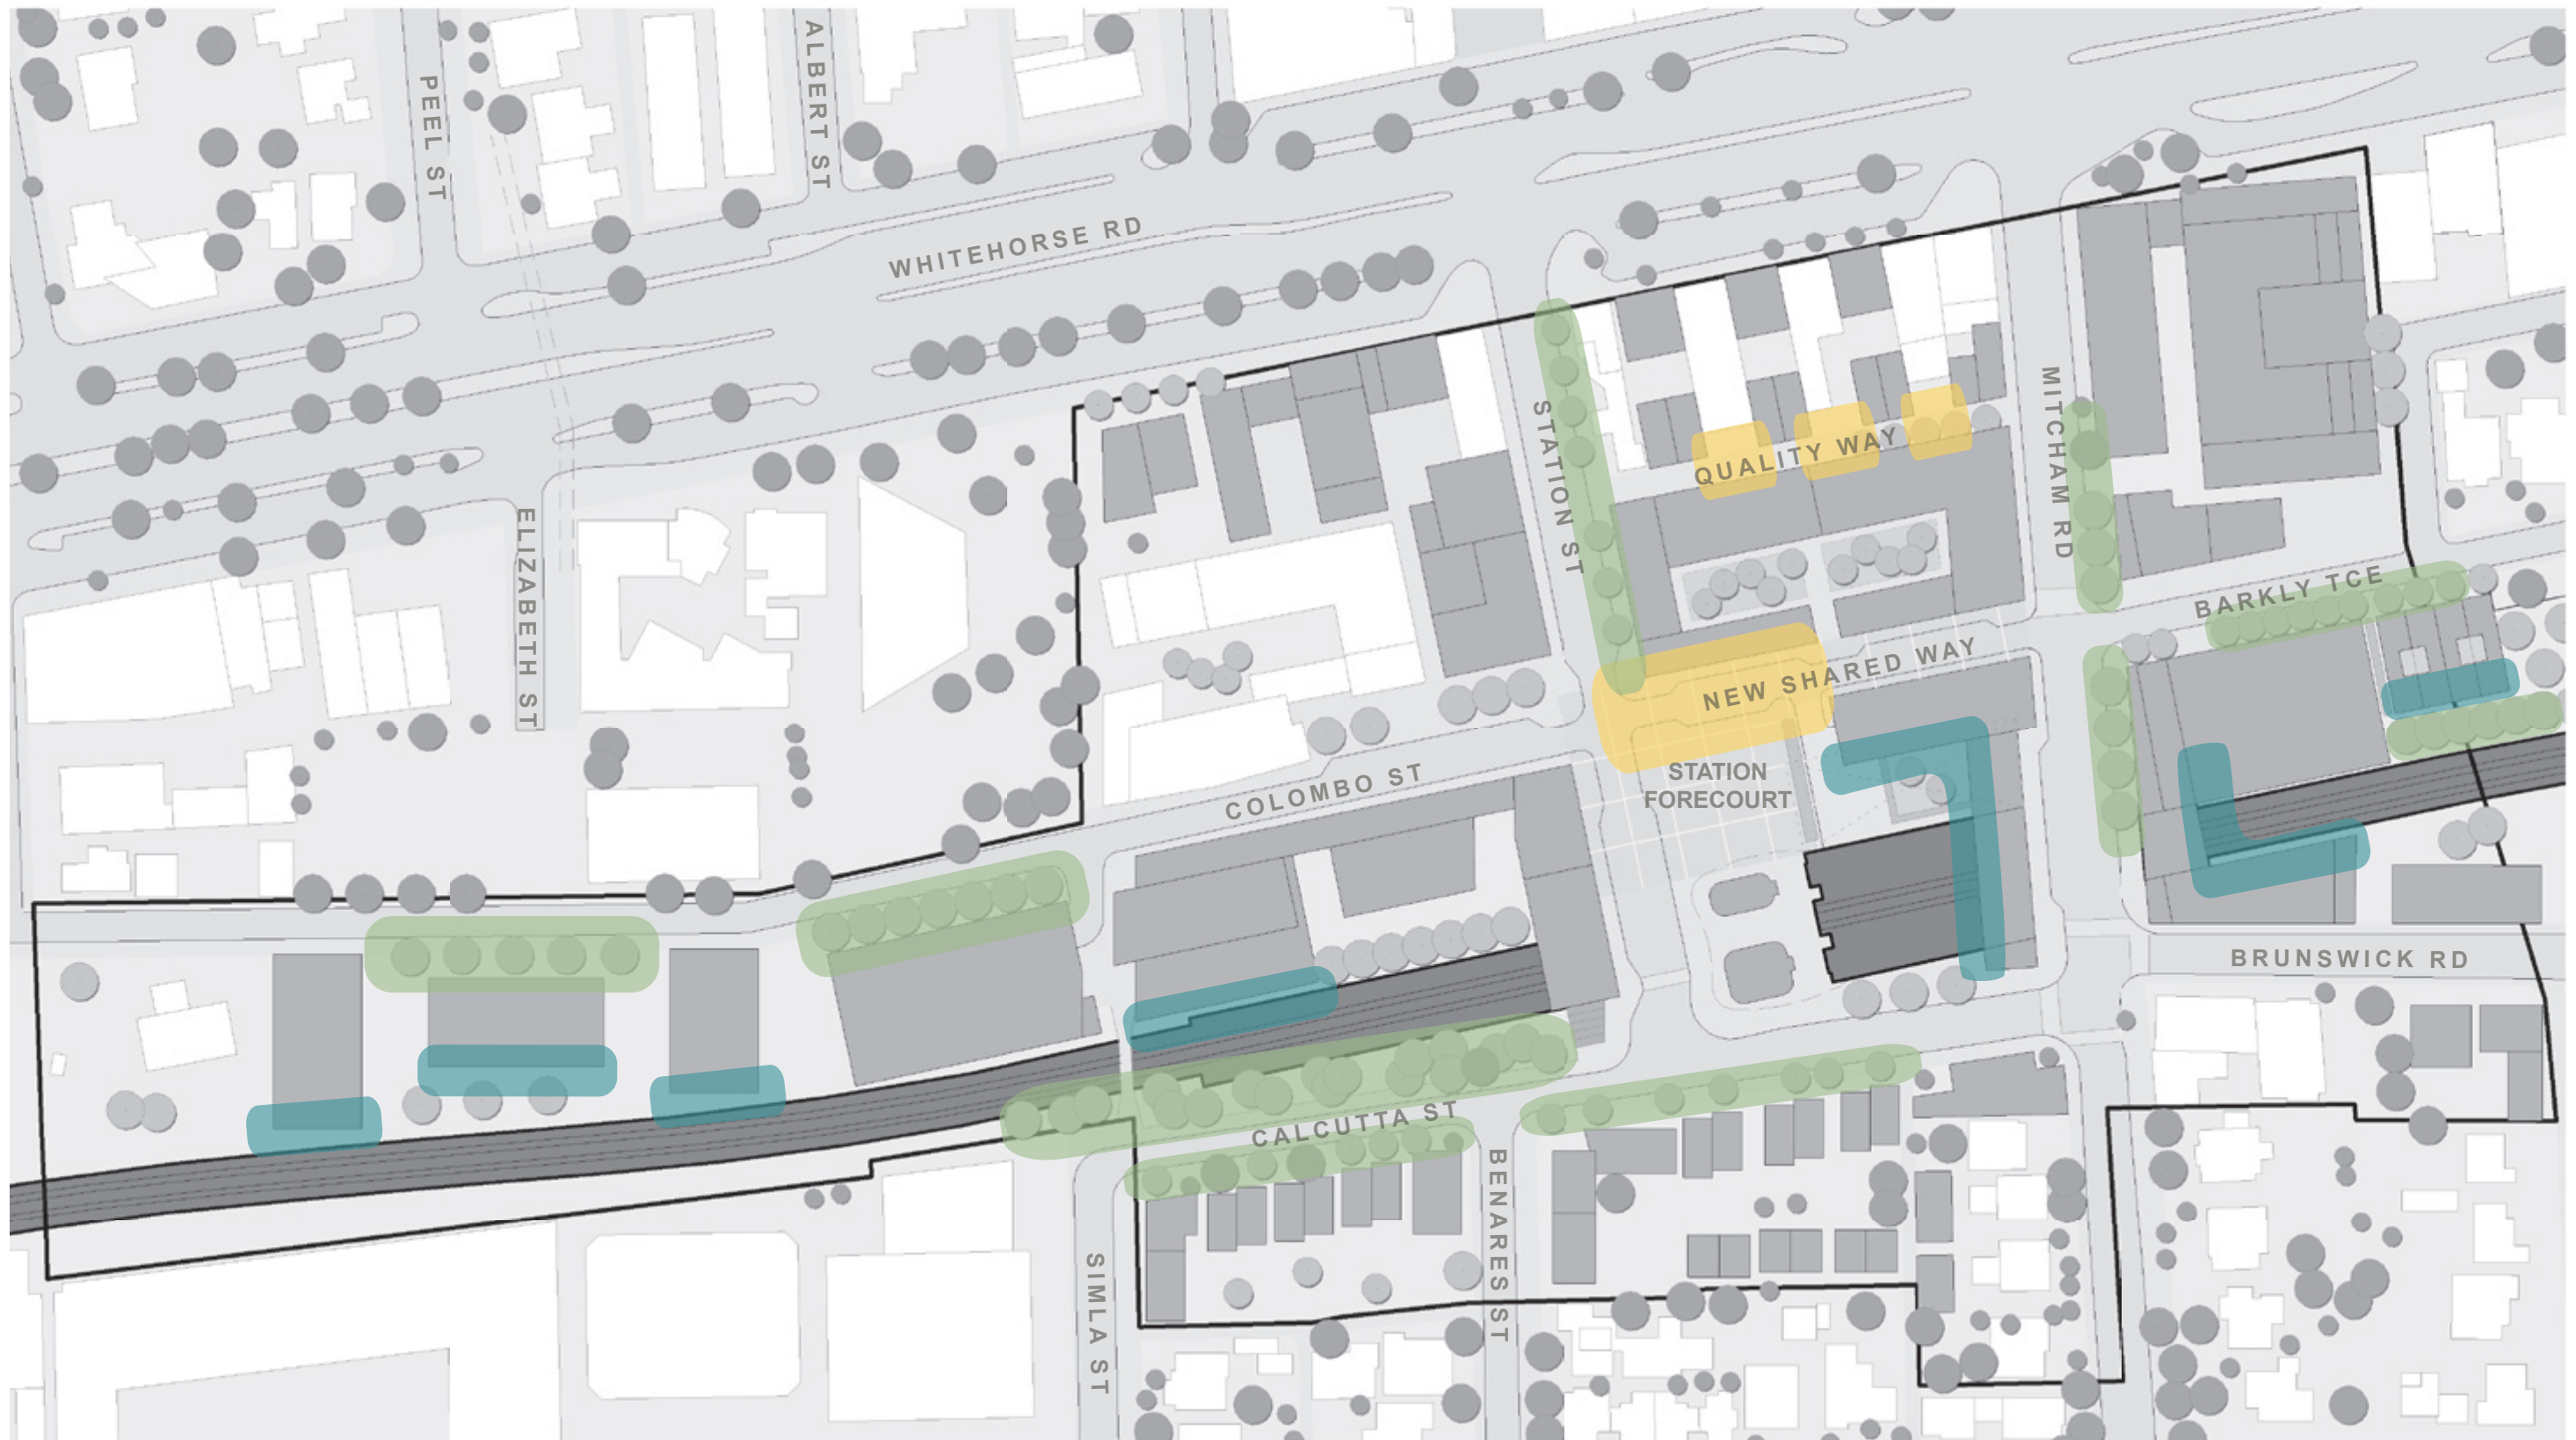 PEEL ST
ALBERT ST
WHITEHORSE RD
ELIZABETH ST
STATION ST
QUALITY WAY
MITCHAM RD
BARKLY TCE
NEW SHARED WAY
STATION
FORECOURT
COLOMBO ST
BRUNSWICK RD
CALCUTTA ST
BENARES ST
SIMLA ST